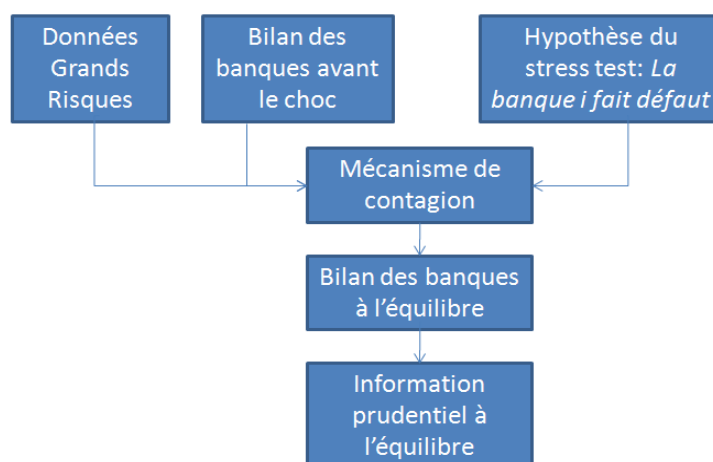 Données
Grands
Risques
Bilan des
banques avant
le choc
Hypothèse du
stress test: La
banque i fait défaut
Mécanisme de
contagion
Bilan des banques
à l’équilibre
Information
prudentiel à
l’équilibre